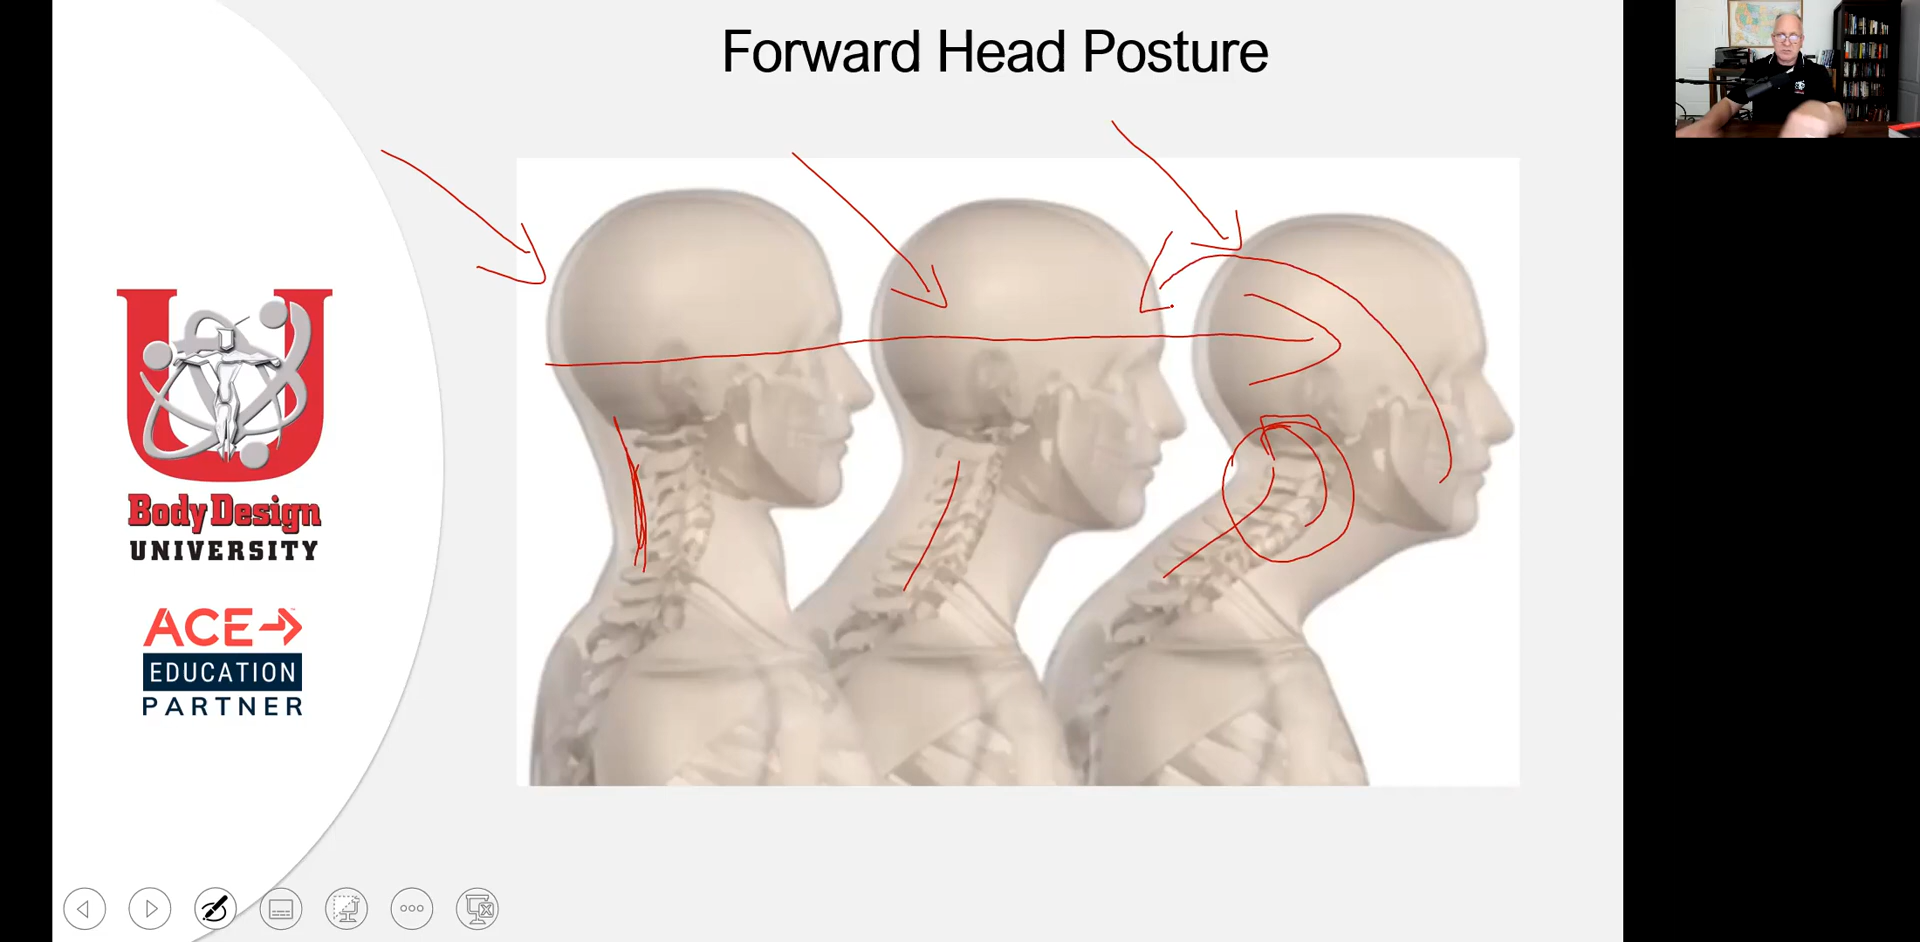 Forward Head Posture
U
Body Design
UNIVERSITY
ACE
EDUCATION
PARTNER